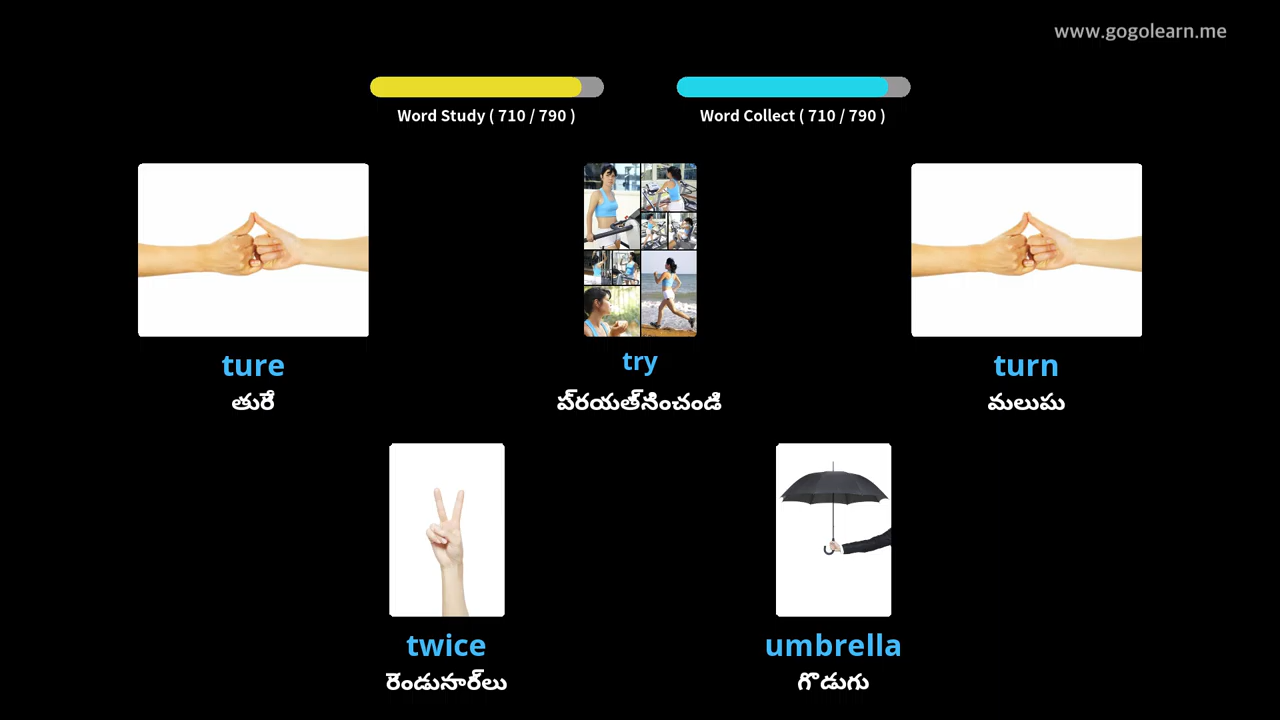 www.gogolearn.me
Word Study ( 710 / 790 )
Word Collect ( 710 / 790 )
ture
తురే
try
ప్రయత్నించండి
turn
మలుపు
twice
రెండుసార్లు
umbrella
గొడుగు